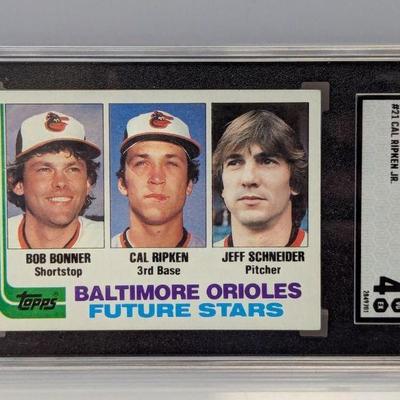 BOB BONNER
Shortstop
CAL RIPKEN
3rd Base
JEFF SCHNEIDER
Pitcher
Topps
BALTIMORE ORIOLES
FUTURE STARS
#21 CAL RIPKEN JR.
4